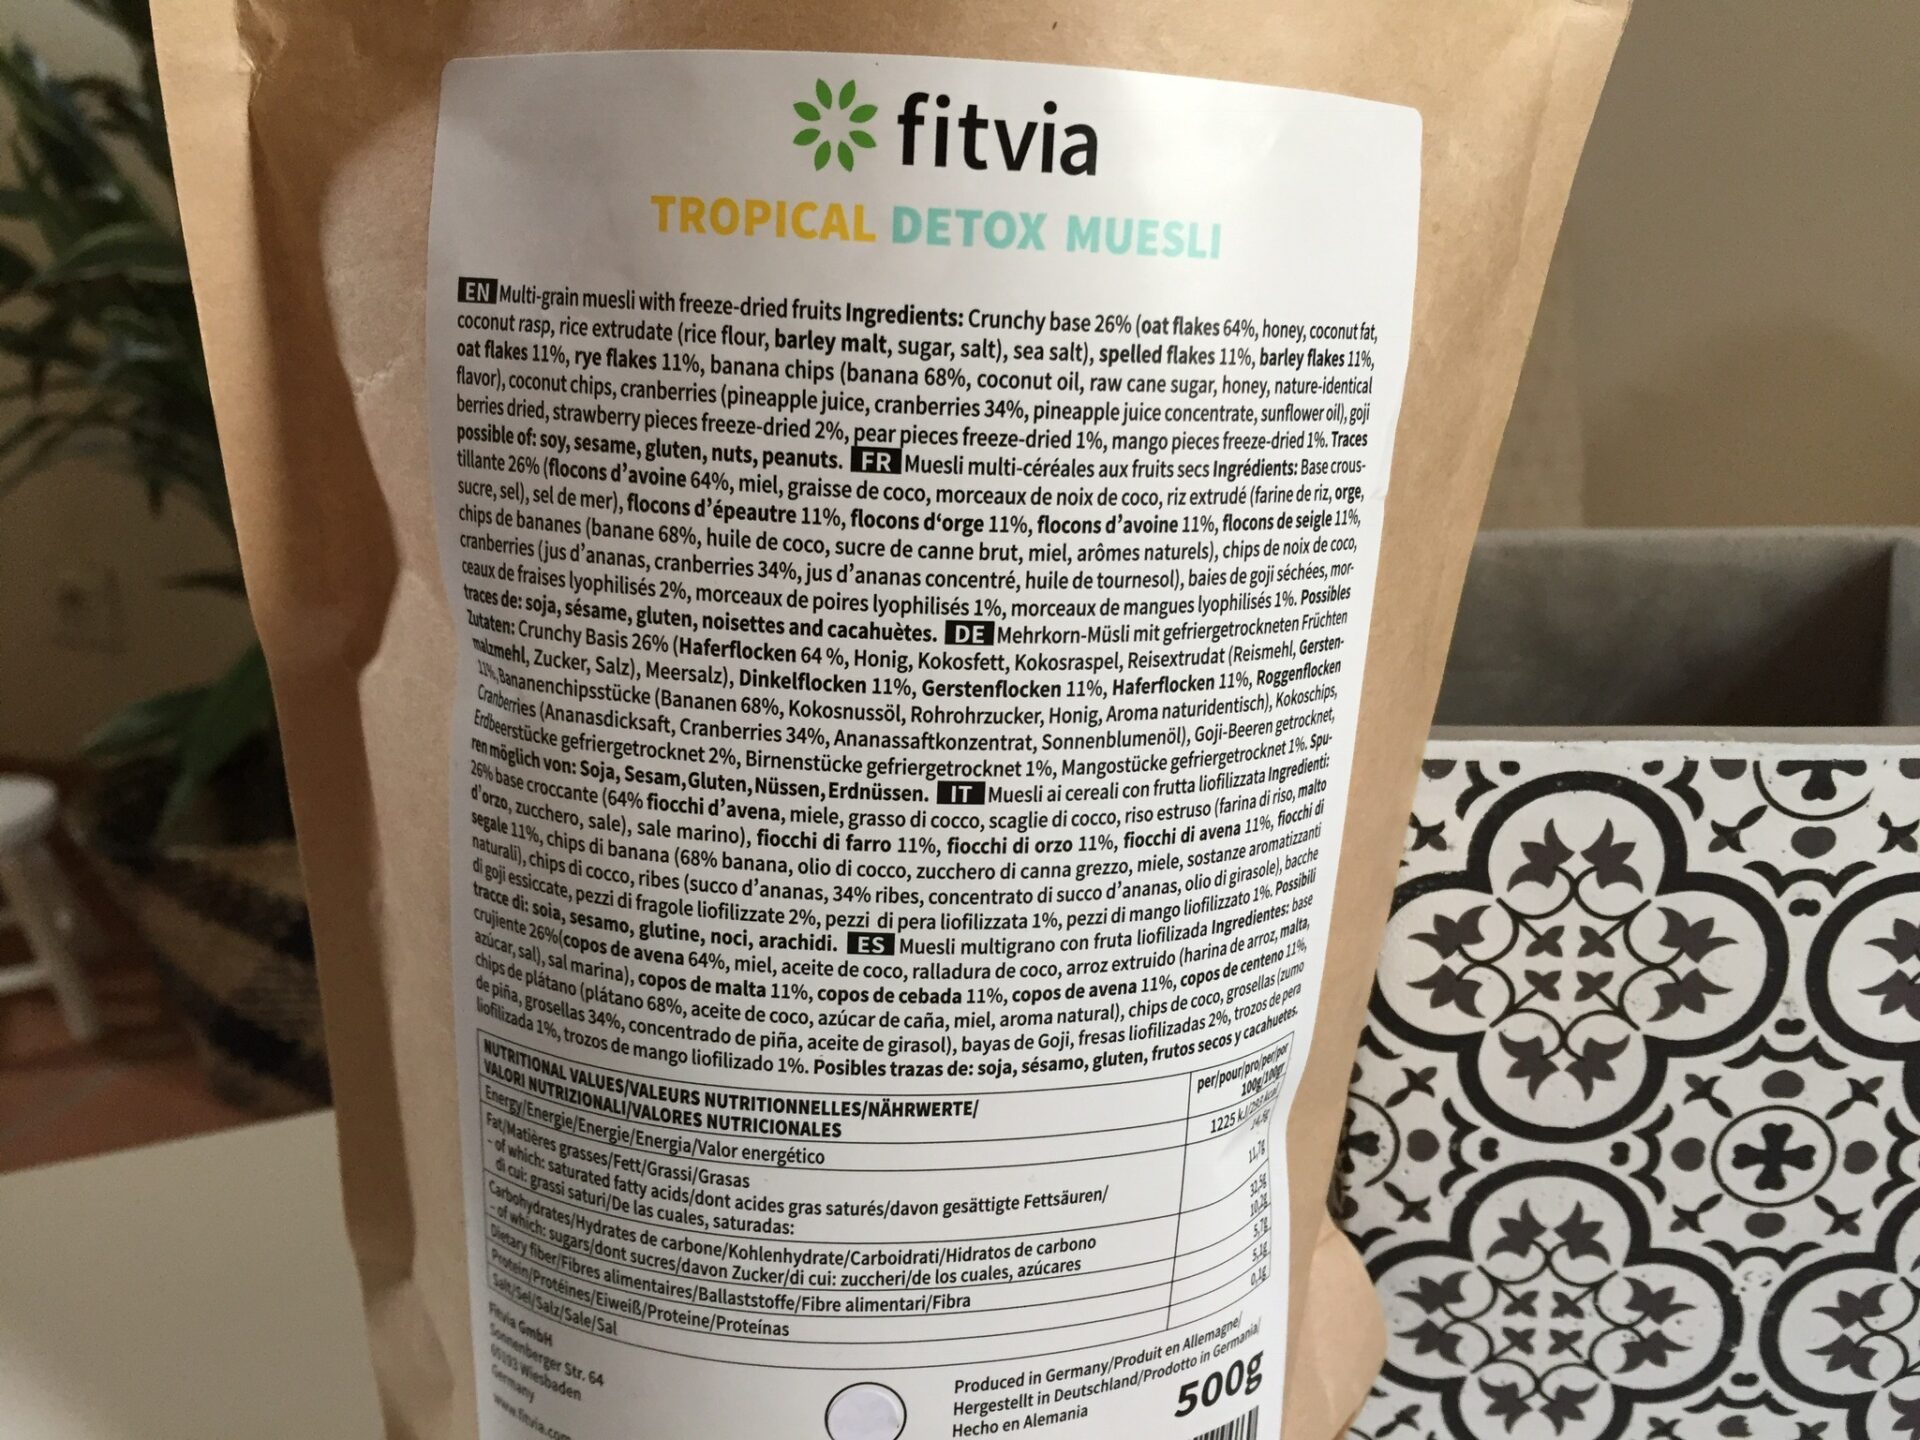 fitvia
TROPICAL DETOX MUESLI
EN Multi-grain muesli with freeze-dried fruits Ingredients: Crunchy base 26% (oat flakes 64%, honey, coconut fat,
coconut rasp, rice extrudate (rice flour, barley malt, sugar, salt), sea salt), spelled flakes 11%, barley flakes 11%,
oat flakes 11%, rye flakes 11%, banana chips (banana 68%, coconut oil, raw cane sugar, honey, nature-identical
flavor), coconut chips, cranberries (pineapple juice, cranberries 34%, pineapple juice concentrate, sunflower oil), goji
berries dried, strawberry pieces freeze-dried 2%, pear pieces freeze-dried 1%, mango pieces freeze-dried 1%. Traces
possible of: soy, sesame, gluten, nuts, peanuts. FR Muesli multi-céréales aux fruits secs Ingrédients: Base crous-
tillante 26% (flocons d'avoine 64%, miel, graisse de coco, morceaux de noix de coco, riz extrudé (farine de riz, orge,
sucre, sel), sel de mer), flocons d'épeautre 11%, flocons d‘orge 11%, flocons d'avoine 11%, flocons de seigle 11%,
chips de bananes (banane 68%, huile de coco, sucre de canne brut, miel, arômes naturels), chips de noix de coco,
cranberries (jus d'ananas, cranberries 34%, jus d'ananas concentré, huile de tournesol), baies de goji séchées, mor-
ceaux de fraises lyophilisés 2%, morceaux de poires lyophilisés 1%, morceaux de mangues lyophilisés 1%. Possibles
traces de: soja, sésame, gluten, noisettes and cacahuètes. DE Mehrkorn-Müsli mit gefriergetrockneten Früchten
Zutaten: Crunchy Basis 26% (Haferflocken 64 %, Honig, Kokosfett, Kokosraspel, Reisextrudat (Reismehl, Gersten-
malzmehl, Zucker, Salz), Meersalz), Dinkelflocken 11%, Gerstenflocken 11%, Haferflocken 11%, Roggenflocken
11%, Bananenchipsstücke (Bananen 68%, Kokosnussöl, Rohrohrzucker, Honig, Aroma naturidentisch), Kokoschips,
Cranberries (Ananasdicksaft, Cranberries 34%, Ananassaftkonzentrat, Sonnenblumenöl), Goji-Beeren getrocknet,
Erdbeerstücke gefriergetrocknet 2%, Birnenstücke gefriergetrocknet 1%, Mangostücke gefriergetrocknet 1%. Spu-
ren möglich von: Soja, Sesam, Gluten, Nüssen, Erdnüssen. IT Muesli ai cereali con frutta liofilizzata Ingredienti:
26% base croccante (64% fiocchi d'avena, miele, grasso di cocco, scaglie di cocco, riso estruso (farina di riso, malto
d'orzo, zucchero, sale), sale marino), fiocchi di farro 11%, fiocchi di orzo 11%, fiocchi di avena 11%, fiocchi di
segale 11%, chips di banana (68% banana, olio di cocco, zucchero di canna grezzo, miele, sostanze aromatizzanti
naturali), chips di cocco, ribes (succo d'ananas, 34% ribes, concentrato di succo d'ananas, olio di girasole), bacche
di goji essiccate, pezzi di fragole liofilizzate 2%, pezzi di pera liofilizzata 1%, pezzi di mango liofilizzato 1%. Possibili
tracce di: soia, sesamo, glutine, noci, arachidi. ES Muesli multigrano con fruta liofilizada Ingredientes: base
crujiente 26%(copos de avena 64%, miel, aceite de coco, ralladura de coco, arroz extruido (harina de arroz, malta,
azúcar, sal), sal marina), copos de malta 11%, copos de cebada 11%, copos de avena 11%, copos de centeno 11%,
chips de plátano (plátano 68%, aceite de coco, azúcar de caña, miel, aroma natural), chips de coco, grosellas (zumo
de piña, grosellas 34%, concentrado de piña, aceite de girasol), bayas de Goji, fresas liofilizadas 2%, trozos de pera
liofilizada 1%, trozos de mango liofilizado 1%. Posibles trazas de: soja, sésamo, gluten, frutos secos y cacahuetes.
NUTRITIONAL VALUES/VALEURS NUTRITIONNELLES/NÄHRWERTE/
VALORI NUTRIZIONALI/VALORES NUTRICIONALES
per/pour/pro/per/por
100g/100gr
Energy/Energie/Energie/Energia/Valor energético 1225 kJ
Fat/Matières grasses/Fett/Grassi/Grasas
- of which: saturated fatty acids/dont acides gras saturés/davon gesättigte Fettsäuren/ 11,7g
di cui: grassi saturi/De las cuales, saturadas:
Carbohydrates/Hydrates de carbone/Kohlenhydrate/Carboidrati/Hidratos de carbono 32,5g
- of which: sugars/dont sucres/davon Zucker/di cui: zuccheri/de los cuales, azúcares 10,2g
Dietary fiber/Fibres alimentaires/Ballaststoffe/Fibre alimentari/Fibra 5,7g
Protein/Protéines/Eiweiß/Proteine/Proteínas 5,1g
Salt/Sel/Salz/Sale/Sal 0,1g
Fitvia GmbH
Sonnenberger Str. 64
65193 Wiesbaden
Germany
www.fitvia.com
Produced in Germany/Produit en Allemagne/
Hergestellt in Deutschland/Prodotto in Germania/
Hecho en Alemania
500g